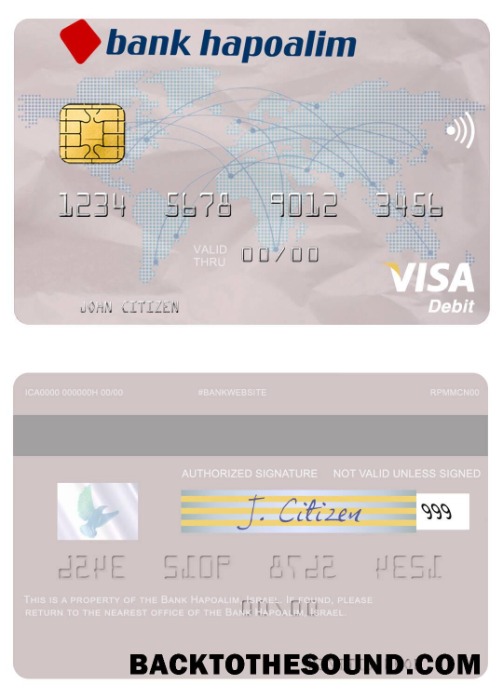 bank hapoalim
1234 5678 9012 3456
VALID
THRU 00/00
VISA
Debit
JOHN CITIZEN
ICA0000 000000H 00/00 #BANKWEBSITE RPMMCN00
AUTHORIZED SIGNATURE NOT VALID UNLESS SIGNED
J. Citizen 999
THIS IS A PROPERTY OF THE BANK HAPOALIM, ISRAEL. IF FOUND, PLEASE
RETURN TO THE NEAREST OFFICE OF THE BANK HAPOALIM, ISRAEL.
BACKTOTHESOUND.COM